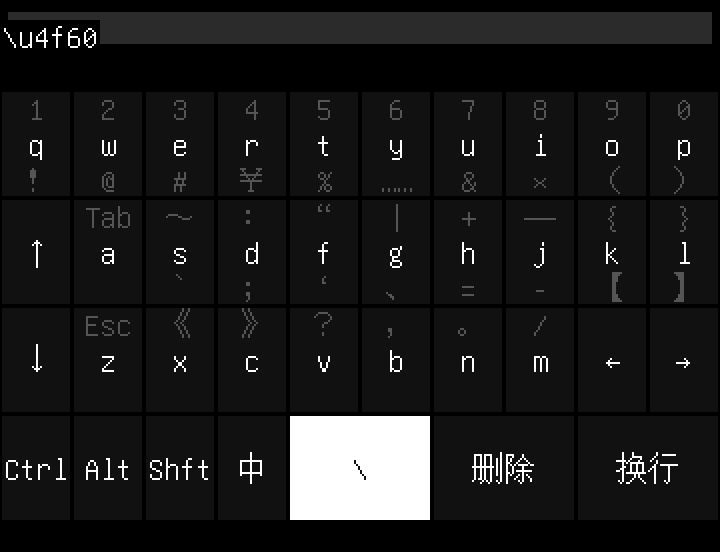 \u4f60
1 2 3 4 5 6 7 8 9 0
q w e r t y u i o p
! @ # ¥ % …… & × ( )
Tab ～ : “ | + —— { }
↑ a s d f g h j k l
` ; ‘ 、 = - 【 】
Esc 《 》 ? , 。 /
↓ z x c v b n m ← →
Ctrl Alt Shft 中 \ 删除 换行